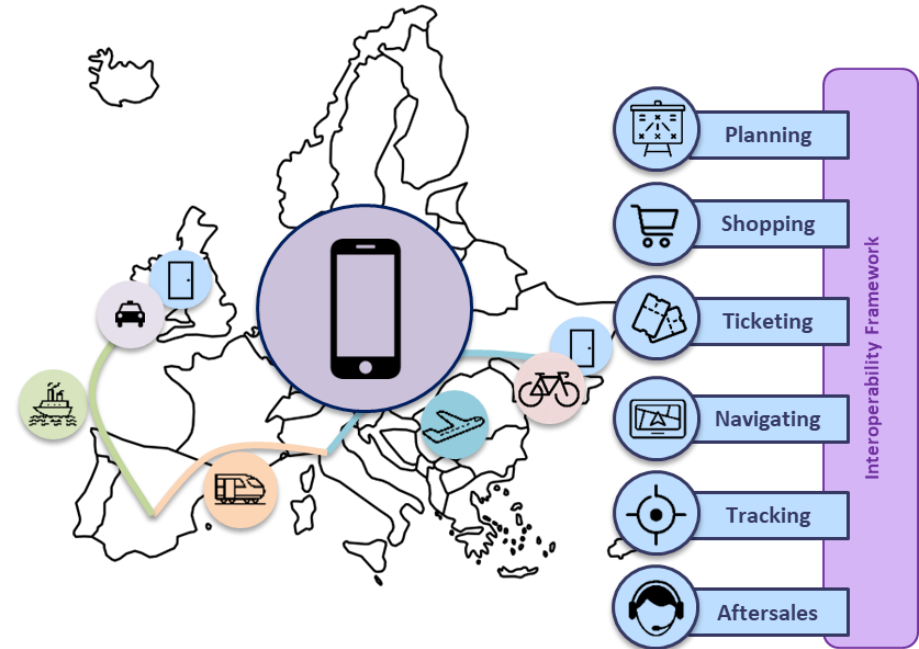 Planning
Shopping
Ticketing
Navigating
Tracking
Aftersales
Interoperability Framework